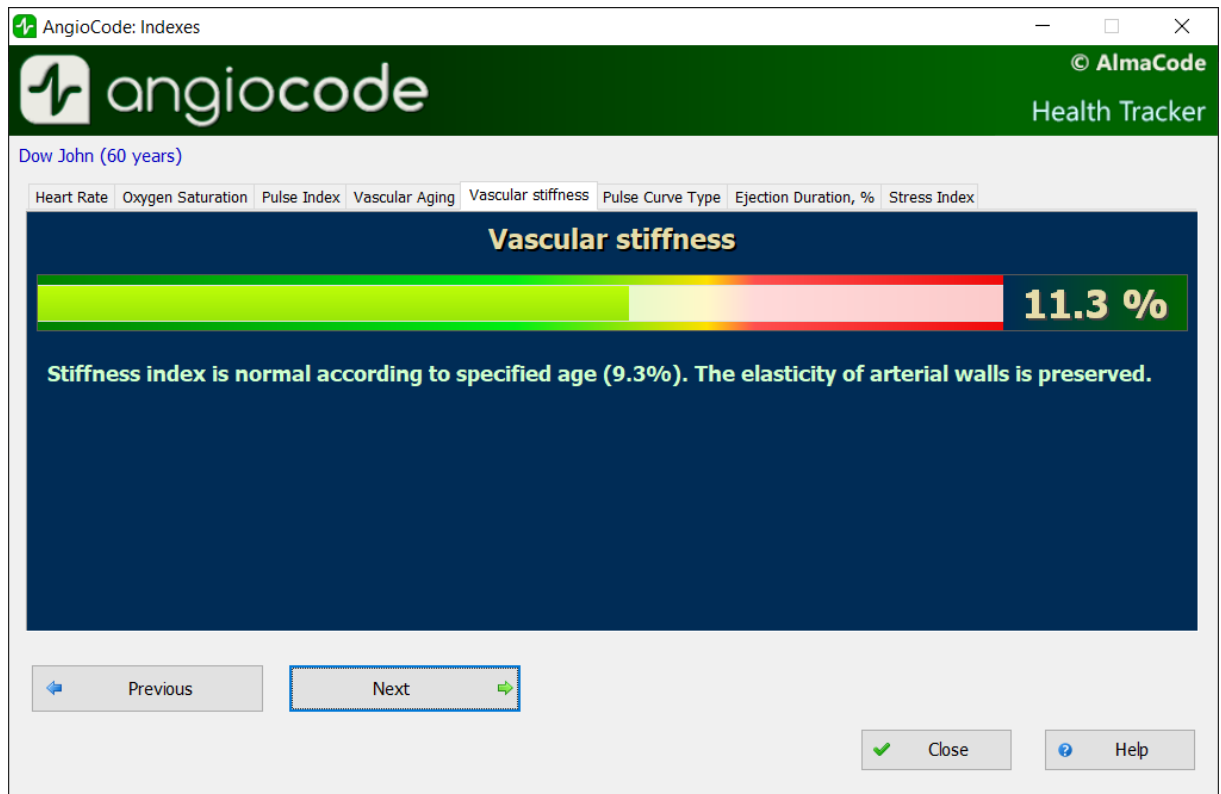 AngioCode: Indexes
angiocode
© AlmaCode
Health Tracker
Dow John (60 years)
Heart Rate Oxygen Saturation Pulse Index Vascular Aging Vascular stiffness Pulse Curve Type Ejection Duration, % Stress Index
Vascular stiffness
11.3 %
Stiffness index is normal according to specified age (9.3%). The elasticity of arterial walls is preserved.
Previous Next
Close Help